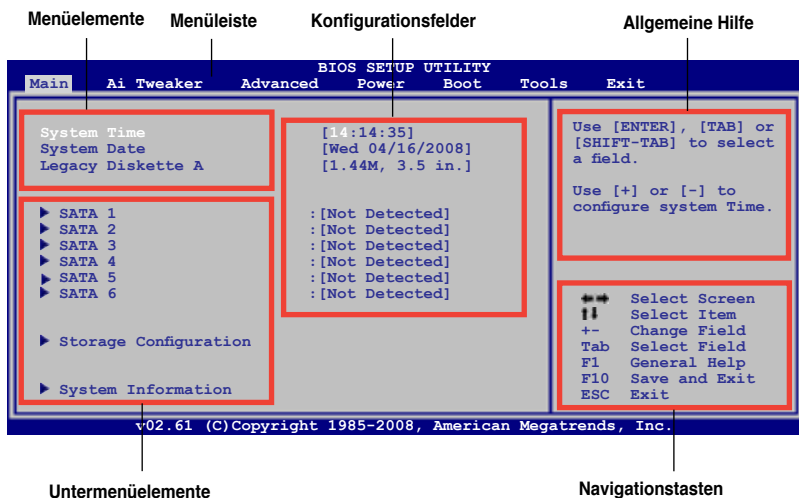 Menüelemente Menüleiste Konfigurationsfelder Allgemeine Hilfe
BIOS SETUP UTILITY
Main Ai Tweaker Advanced Power Boot Tools Exit
System Time [14:14:35]
System Date [Wed 04/16/2008]
Legacy Diskette A [1.44M, 3.5 in.]
SATA 1 :[Not Detected]
SATA 2 :[Not Detected]
SATA 3 :[Not Detected]
SATA 4 :[Not Detected]
SATA 5 :[Not Detected]
SATA 6 :[Not Detected]
Storage Configuration
System Information
Use [ENTER], [TAB] or
[SHIFT-TAB] to select
a field.
Use [+] or [-] to
configure system Time.
←→ Select Screen
↑↓ Select Item
+- Change Field
Tab Select Field
F1 General Help
F10 Save and Exit
ESC Exit
v02.61 (C)Copyright 1985-2008, American Megatrends, Inc.
Untermenüelemente Navigationstasten